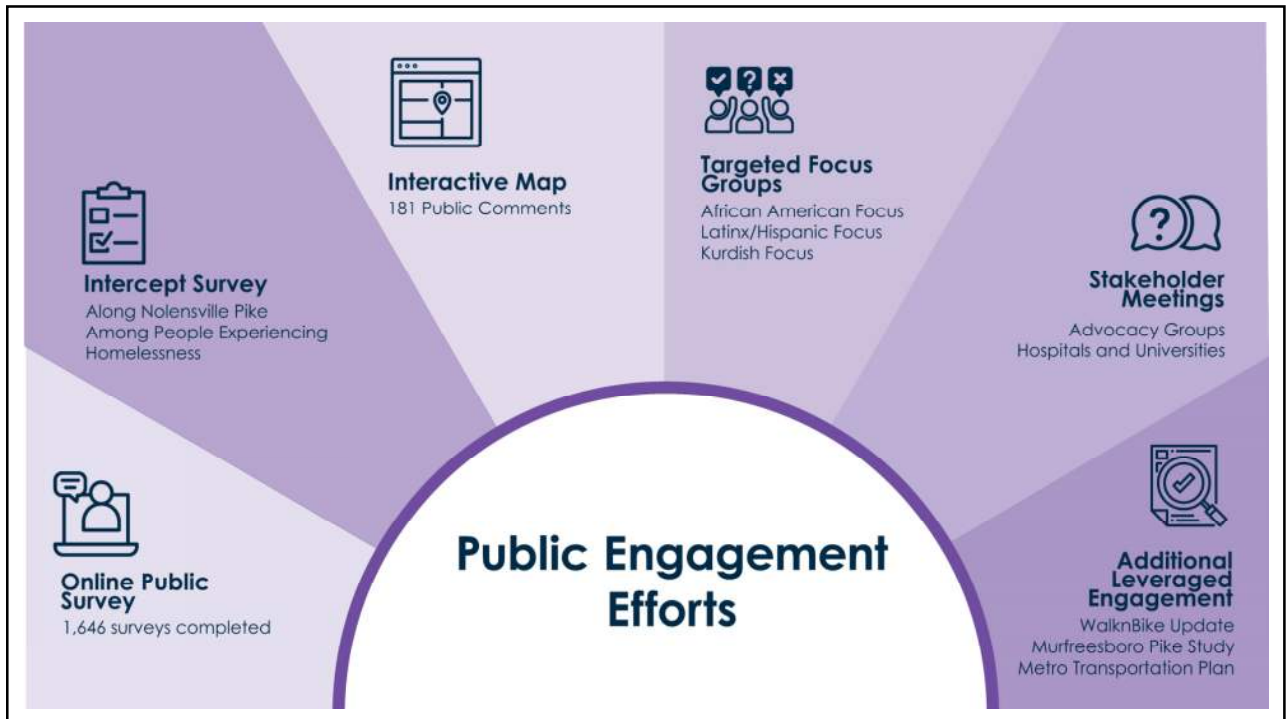 Online Public
Survey
1,646 surveys completed
Intercept Survey
Along Nolensville Pike
Among People Experiencing
Homelessness
Interactive Map
181 Public Comments
Targeted Focus
Groups
African American Focus
Latinx/Hispanic Focus
Kurdish Focus
Stakeholder
Meetings
Advocacy Groups
Hospitals and Universities
Additional
Leveraged
Engagement
WalknBike Update
Murfreesboro Pike Study
Metro Transportation Plan
Public Engagement
Efforts